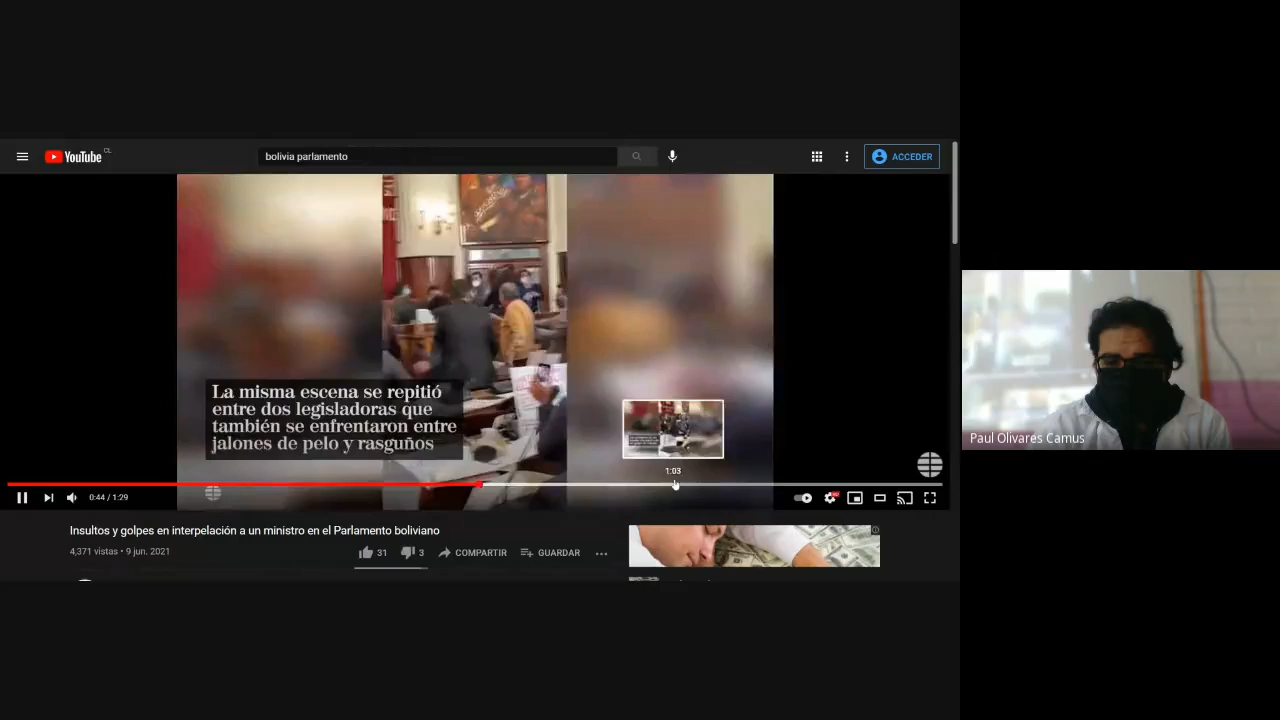 YouTube CL
bolivia parlamento
ACCEDER
La misma escena se repitió
entre dos legisladoras que
también se enfrentaron entre
jalones de pelo y rasguños
1:03
0:44 / 1:29
Insultos y golpes en interpelación a un ministro en el Parlamento boliviano
4,371 vistas • 9 jun. 2021
31
3
COMPARTIR
GUARDAR
Paul Olivares Camus